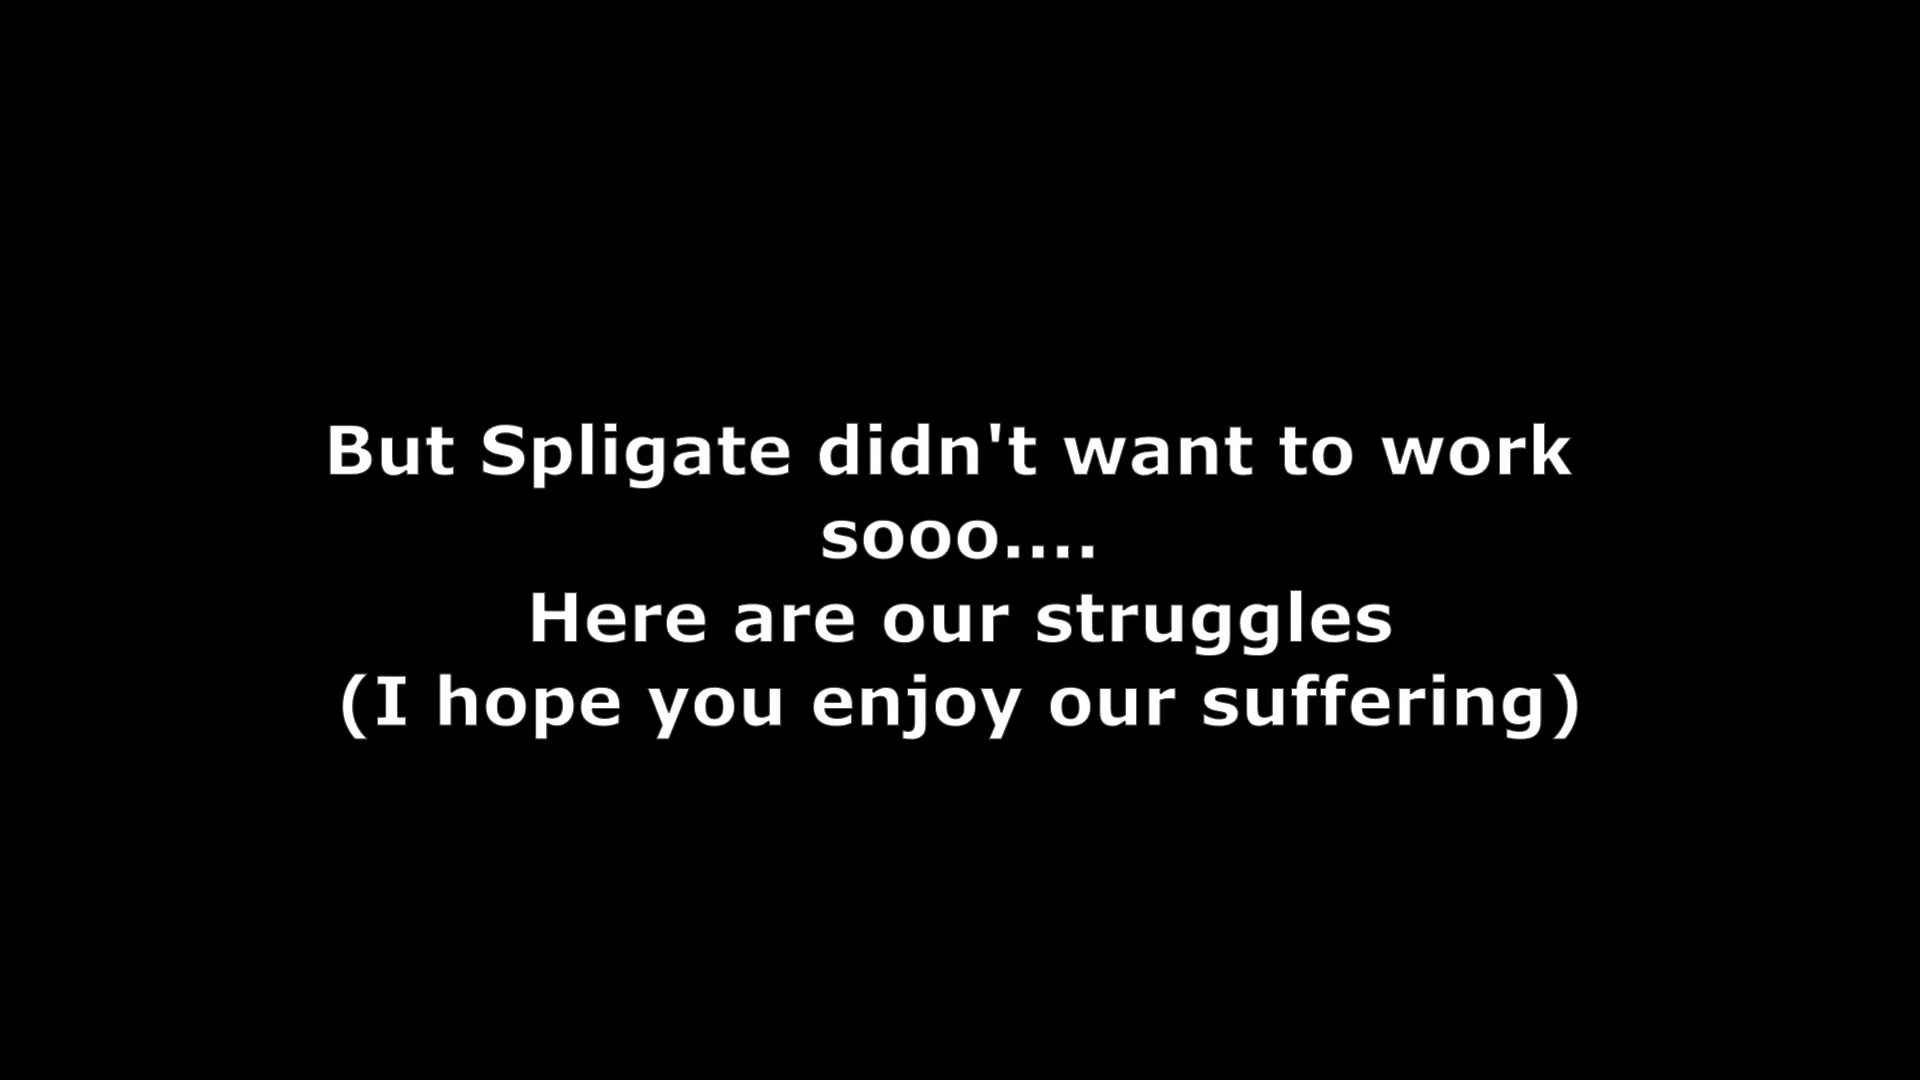 But Spligate didn't want to work
sooo....
Here are our struggles
(I hope you enjoy our suffering)